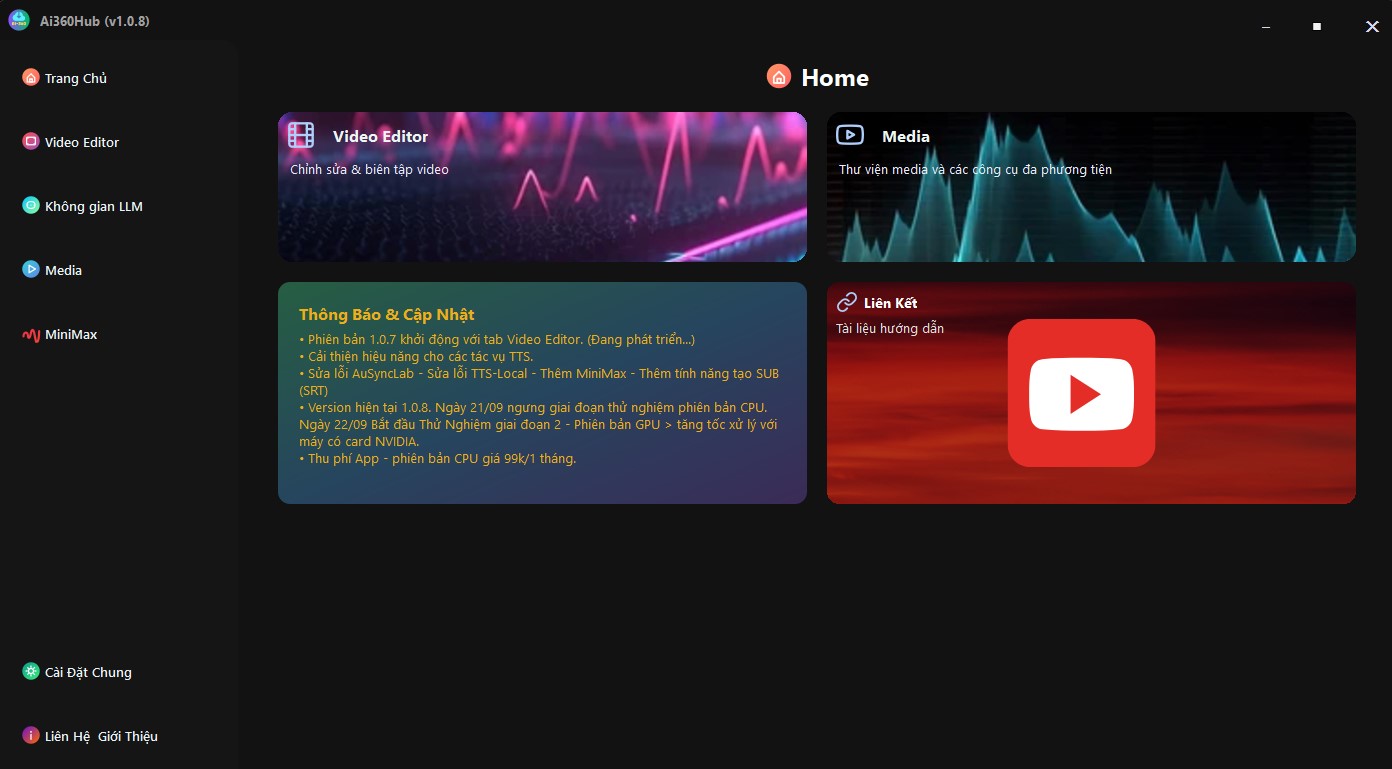 Ai360Hub (v1.0.8)
Trang Chủ
Video Editor
Không gian LLM
Media
MiniMax
Cài Đặt Chung
Liên Hệ  Giới Thiệu
Home
Video Editor
Chỉnh sửa & biên tập video
Media
Thư viện media và các công cụ đa phương tiện
Thông Báo & Cập Nhật
• Phiên bản 1.0.7 khởi động với tab Video Editor. (Đang phát triển...)
• Cải thiện hiệu năng cho các tác vụ TTS.
• Sửa lỗi AuSyncLab - Sửa lỗi TTS-Local - Thêm MiniMax - Thêm tính năng tạo SUB
(SRT)
• Version hiện tại 1.0.8. Ngày 21/09 ngưng giai đoạn thử nghiệm phiên bản CPU.
Ngày 22/09 Bắt đầu Thử Nghiệm giai đoạn 2 - Phiên bản GPU > tăng tốc xử lý với
máy có card NVIDIA.
• Thu phí App - phiên bản CPU giá 99k/1 tháng.
Liên Kết
Tài liệu hướng dẫn